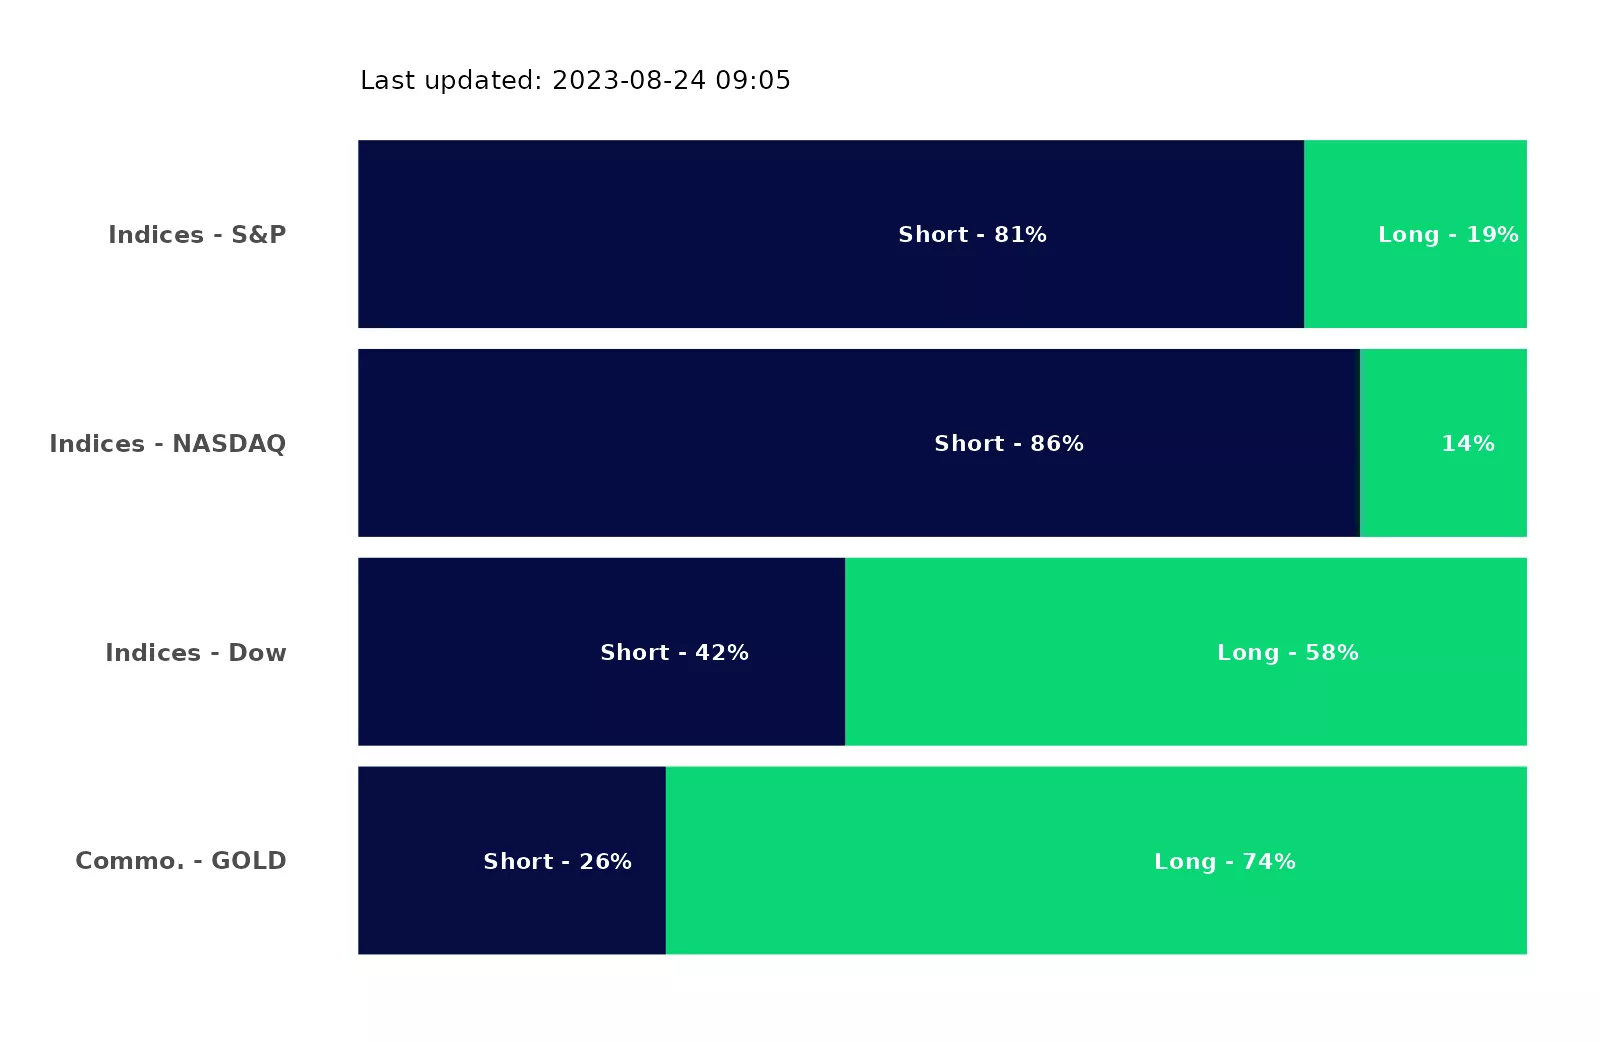 Last updated: 2023-08-24 09:05
Indices - S&P
Short - 81%
Long - 19%
Indices - NASDAQ
Short - 86%
14%
Indices - Dow
Short - 42%
Long - 58%
Commo. - GOLD
Short - 26%
Long - 74%